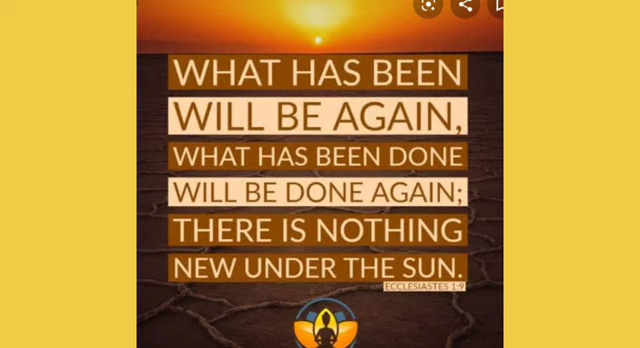 WHAT HAS BEEN
WILL BE AGAIN,
WHAT HAS BEEN DONE
WILL BE DONE AGAIN;
THERE IS NOTHING
NEW UNDER THE SUN.
ECCLESIASTES 1:9